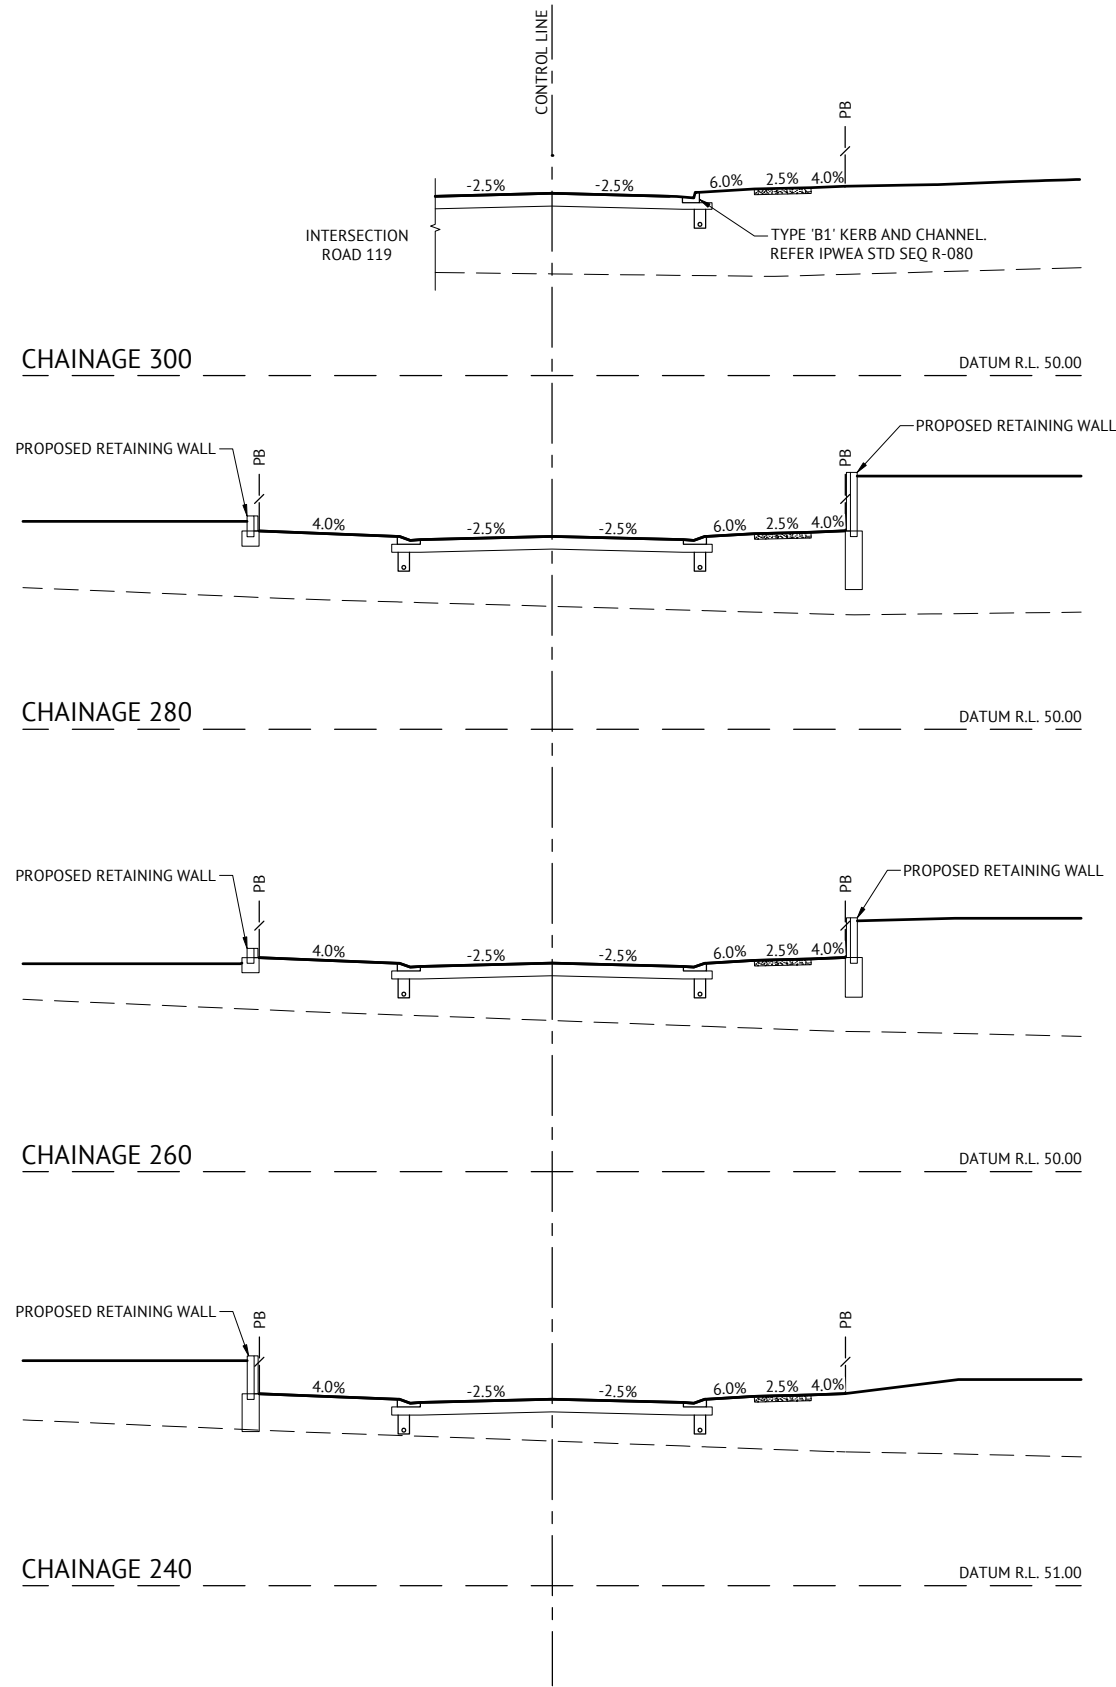 CONTROL LINE
PB
-2.5%
-2.5%
6.0%
2.5%
4.0%
INTERSECTION
ROAD 119
TYPE 'B1' KERB AND CHANNEL.
REFER IPWEA STD SEQ R-080
CHAINAGE 300
DATUM R.L. 50.00
PROPOSED RETAINING WALL
PROPOSED RETAINING WALL
PB
PB
4.0%
-2.5%
-2.5%
6.0%
2.5%
4.0%
CHAINAGE 280
DATUM R.L. 50.00
PROPOSED RETAINING WALL
PROPOSED RETAINING WALL
PB
PB
4.0%
-2.5%
-2.5%
6.0%
2.5%
4.0%
CHAINAGE 260
DATUM R.L. 50.00
PROPOSED RETAINING WALL
PB
PB
4.0%
-2.5%
-2.5%
6.0%
2.5%
4.0%
CHAINAGE 240
DATUM R.L. 51.00